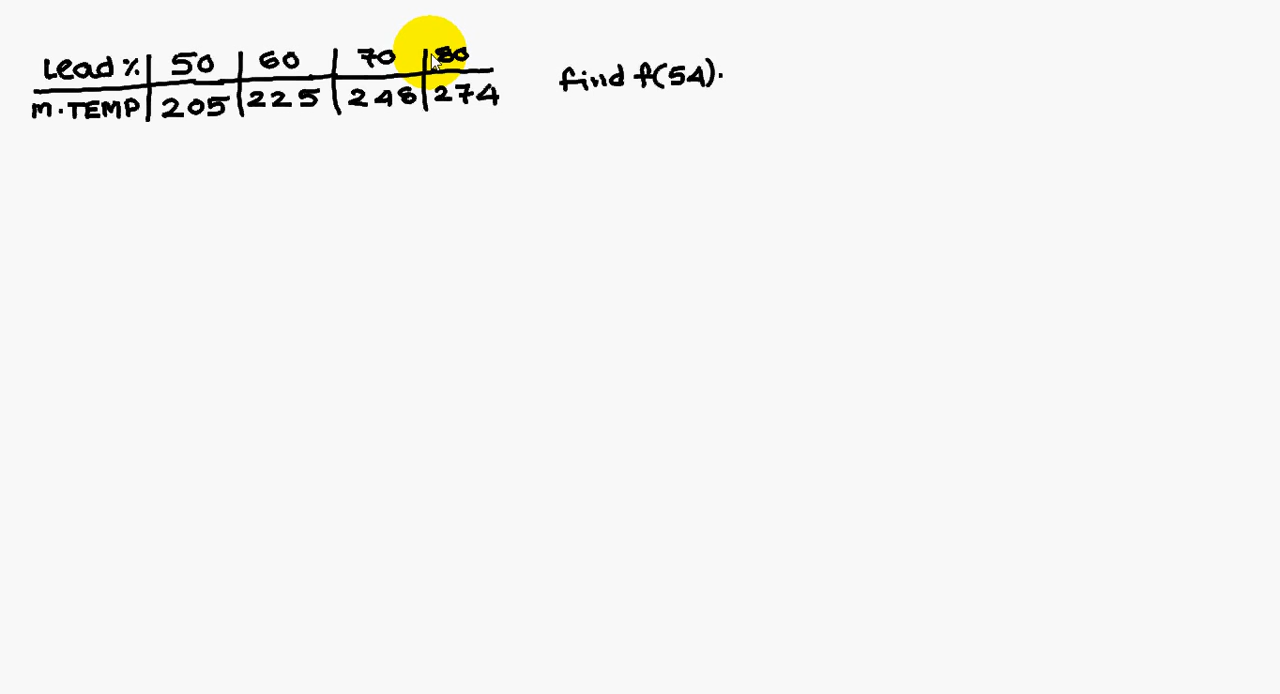 Lead % | 50 | 60 | 70 | 80
M.TEMP | 205 | 225 | 248 | 274
find f(54).